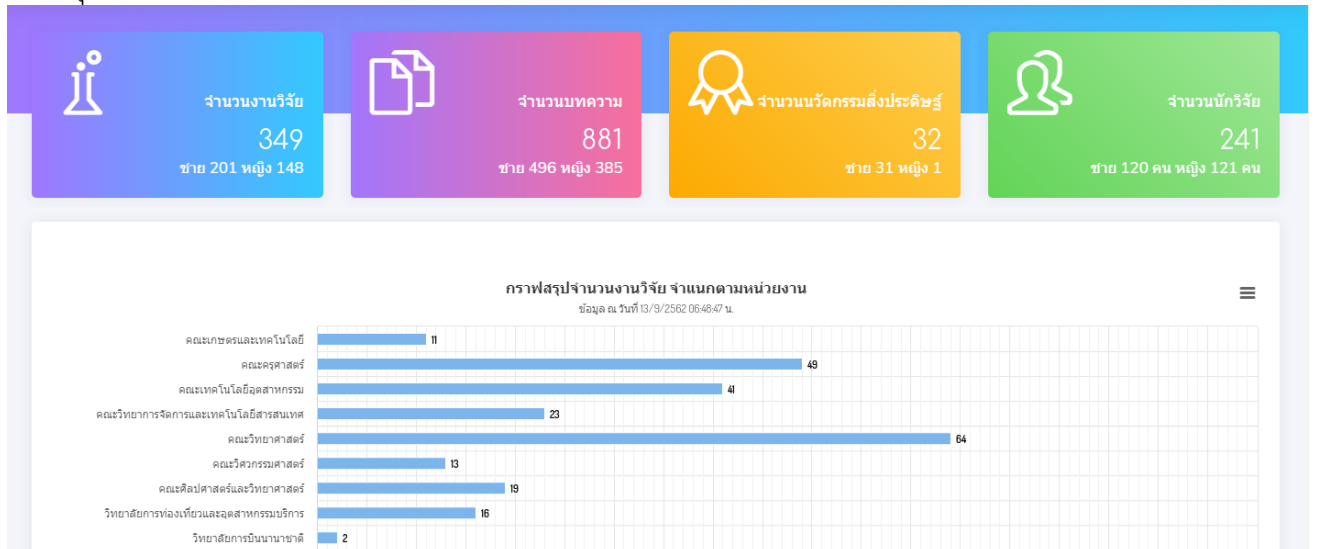 จำนวนงานวิจัย
349
ชาย 201 หญิง 148
จำนวนบทความ
881
ชาย 496 หญิง 385
จำนวนนวัตกรรมสิ่งประดิษฐ์
32
ชาย 31 หญิง 1
จำนวนนักวิจัย
241
ชาย 120 คน หญิง 121 คน
กราฟสรุปจำนวนงานวิจัย จำแนกตามหน่วยงาน
ข้อมูล ณ วันที่ 13/9/2562 06:48:47 น.
คณะเกษตรและเทคโนโลยี 11
คณะครุศาสตร์ 49
คณะเทคโนโลยีอุตสาหกรรม 41
คณะวิทยาการจัดการและเทคโนโลยีสารสนเทศ 23
คณะวิทยาศาสตร์ 64
คณะวิศวกรรมศาสตร์ 13
คณะศิลปศาสตร์และวิทยาศาสตร์ 19
วิทยาลัยการท่องเที่ยวและอุตสาหกรรมบริการ 16
วิทยาลัยการบินนานาชาติ 2